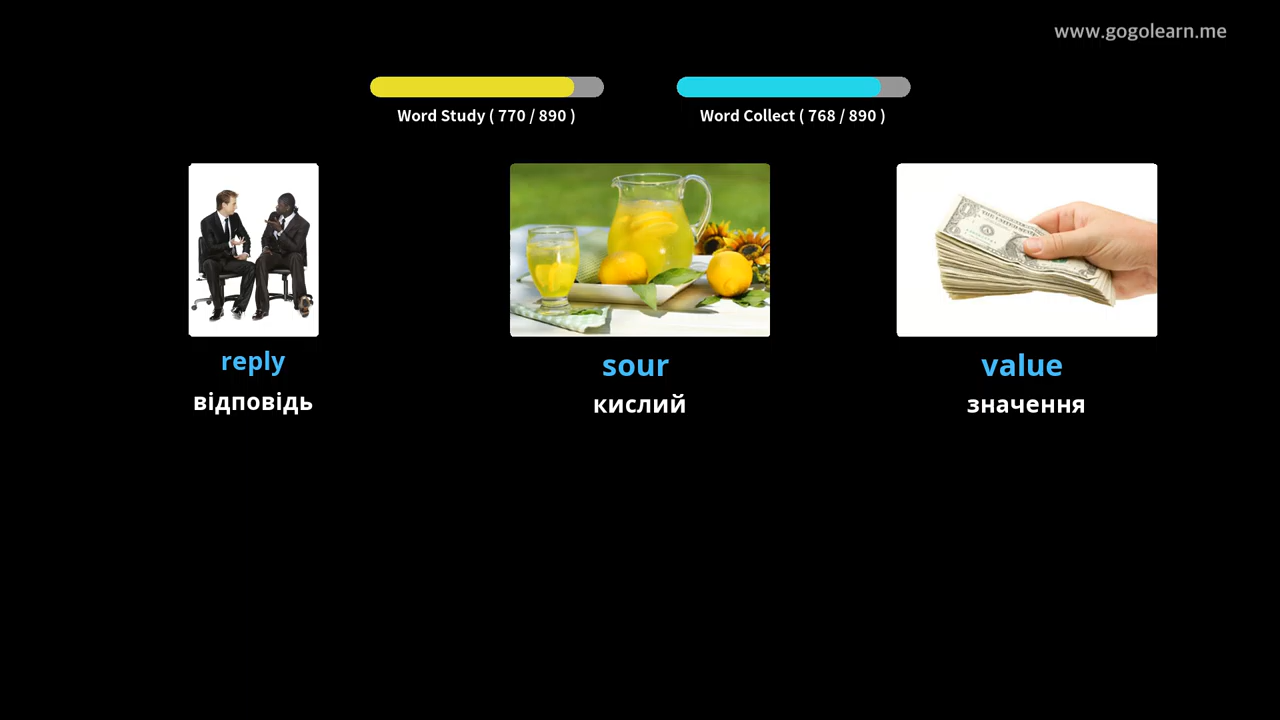 www.gogolearn.me
Word Study ( 770 / 890 )
Word Collect ( 768 / 890 )
reply
відповідь
sour
кислий
value
значення